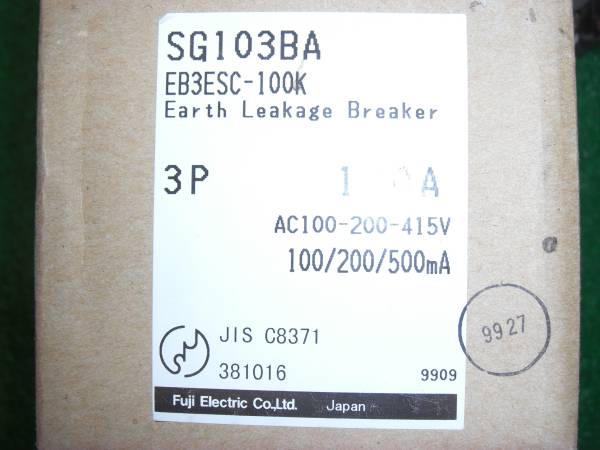 SG103BA
EB3ESC-100K
Earth Leakage Breaker
3P
AC100-200-415V
100/200/500mA
JIS C8371
381016 9909
Fuji Electric Co.,Ltd. Japan
9927